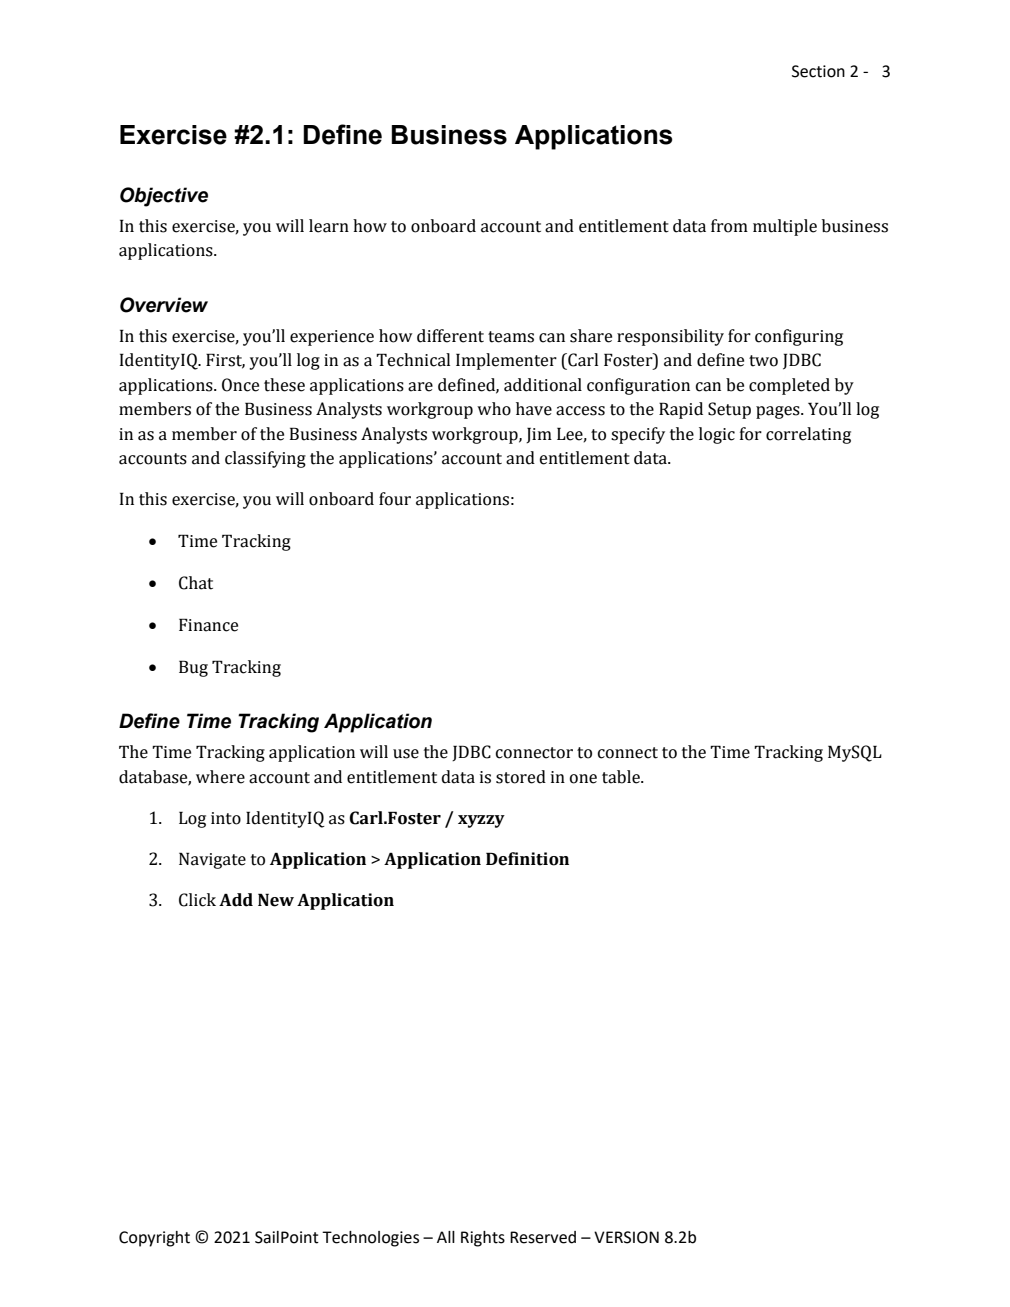 Section 2 - 3
Exercise #2.1: Define Business Applications
Objective
In this exercise, you will learn how to onboard account and entitlement data from multiple business
applications.
Overview
In this exercise, you’ll experience how different teams can share responsibility for configuring
IdentityIQ. First, you’ll log in as a Technical Implementer (Carl Foster) and define two JDBC
applications. Once these applications are defined, additional configuration can be completed by
members of the Business Analysts workgroup who have access to the Rapid Setup pages. You’ll log
in as a member of the Business Analysts workgroup, Jim Lee, to specify the logic for correlating
accounts and classifying the applications’ account and entitlement data.
In this exercise, you will onboard four applications:
• Time Tracking
• Chat
• Finance
• Bug Tracking
Define Time Tracking Application
The Time Tracking application will use the JDBC connector to connect to the Time Tracking MySQL
database, where account and entitlement data is stored in one table.
1. Log into IdentityIQ as Carl.Foster / xyzzy
2. Navigate to Application > Application Definition
3. Click Add New Application
Copyright © 2021 SailPoint Technologies – All Rights Reserved – VERSION 8.2b